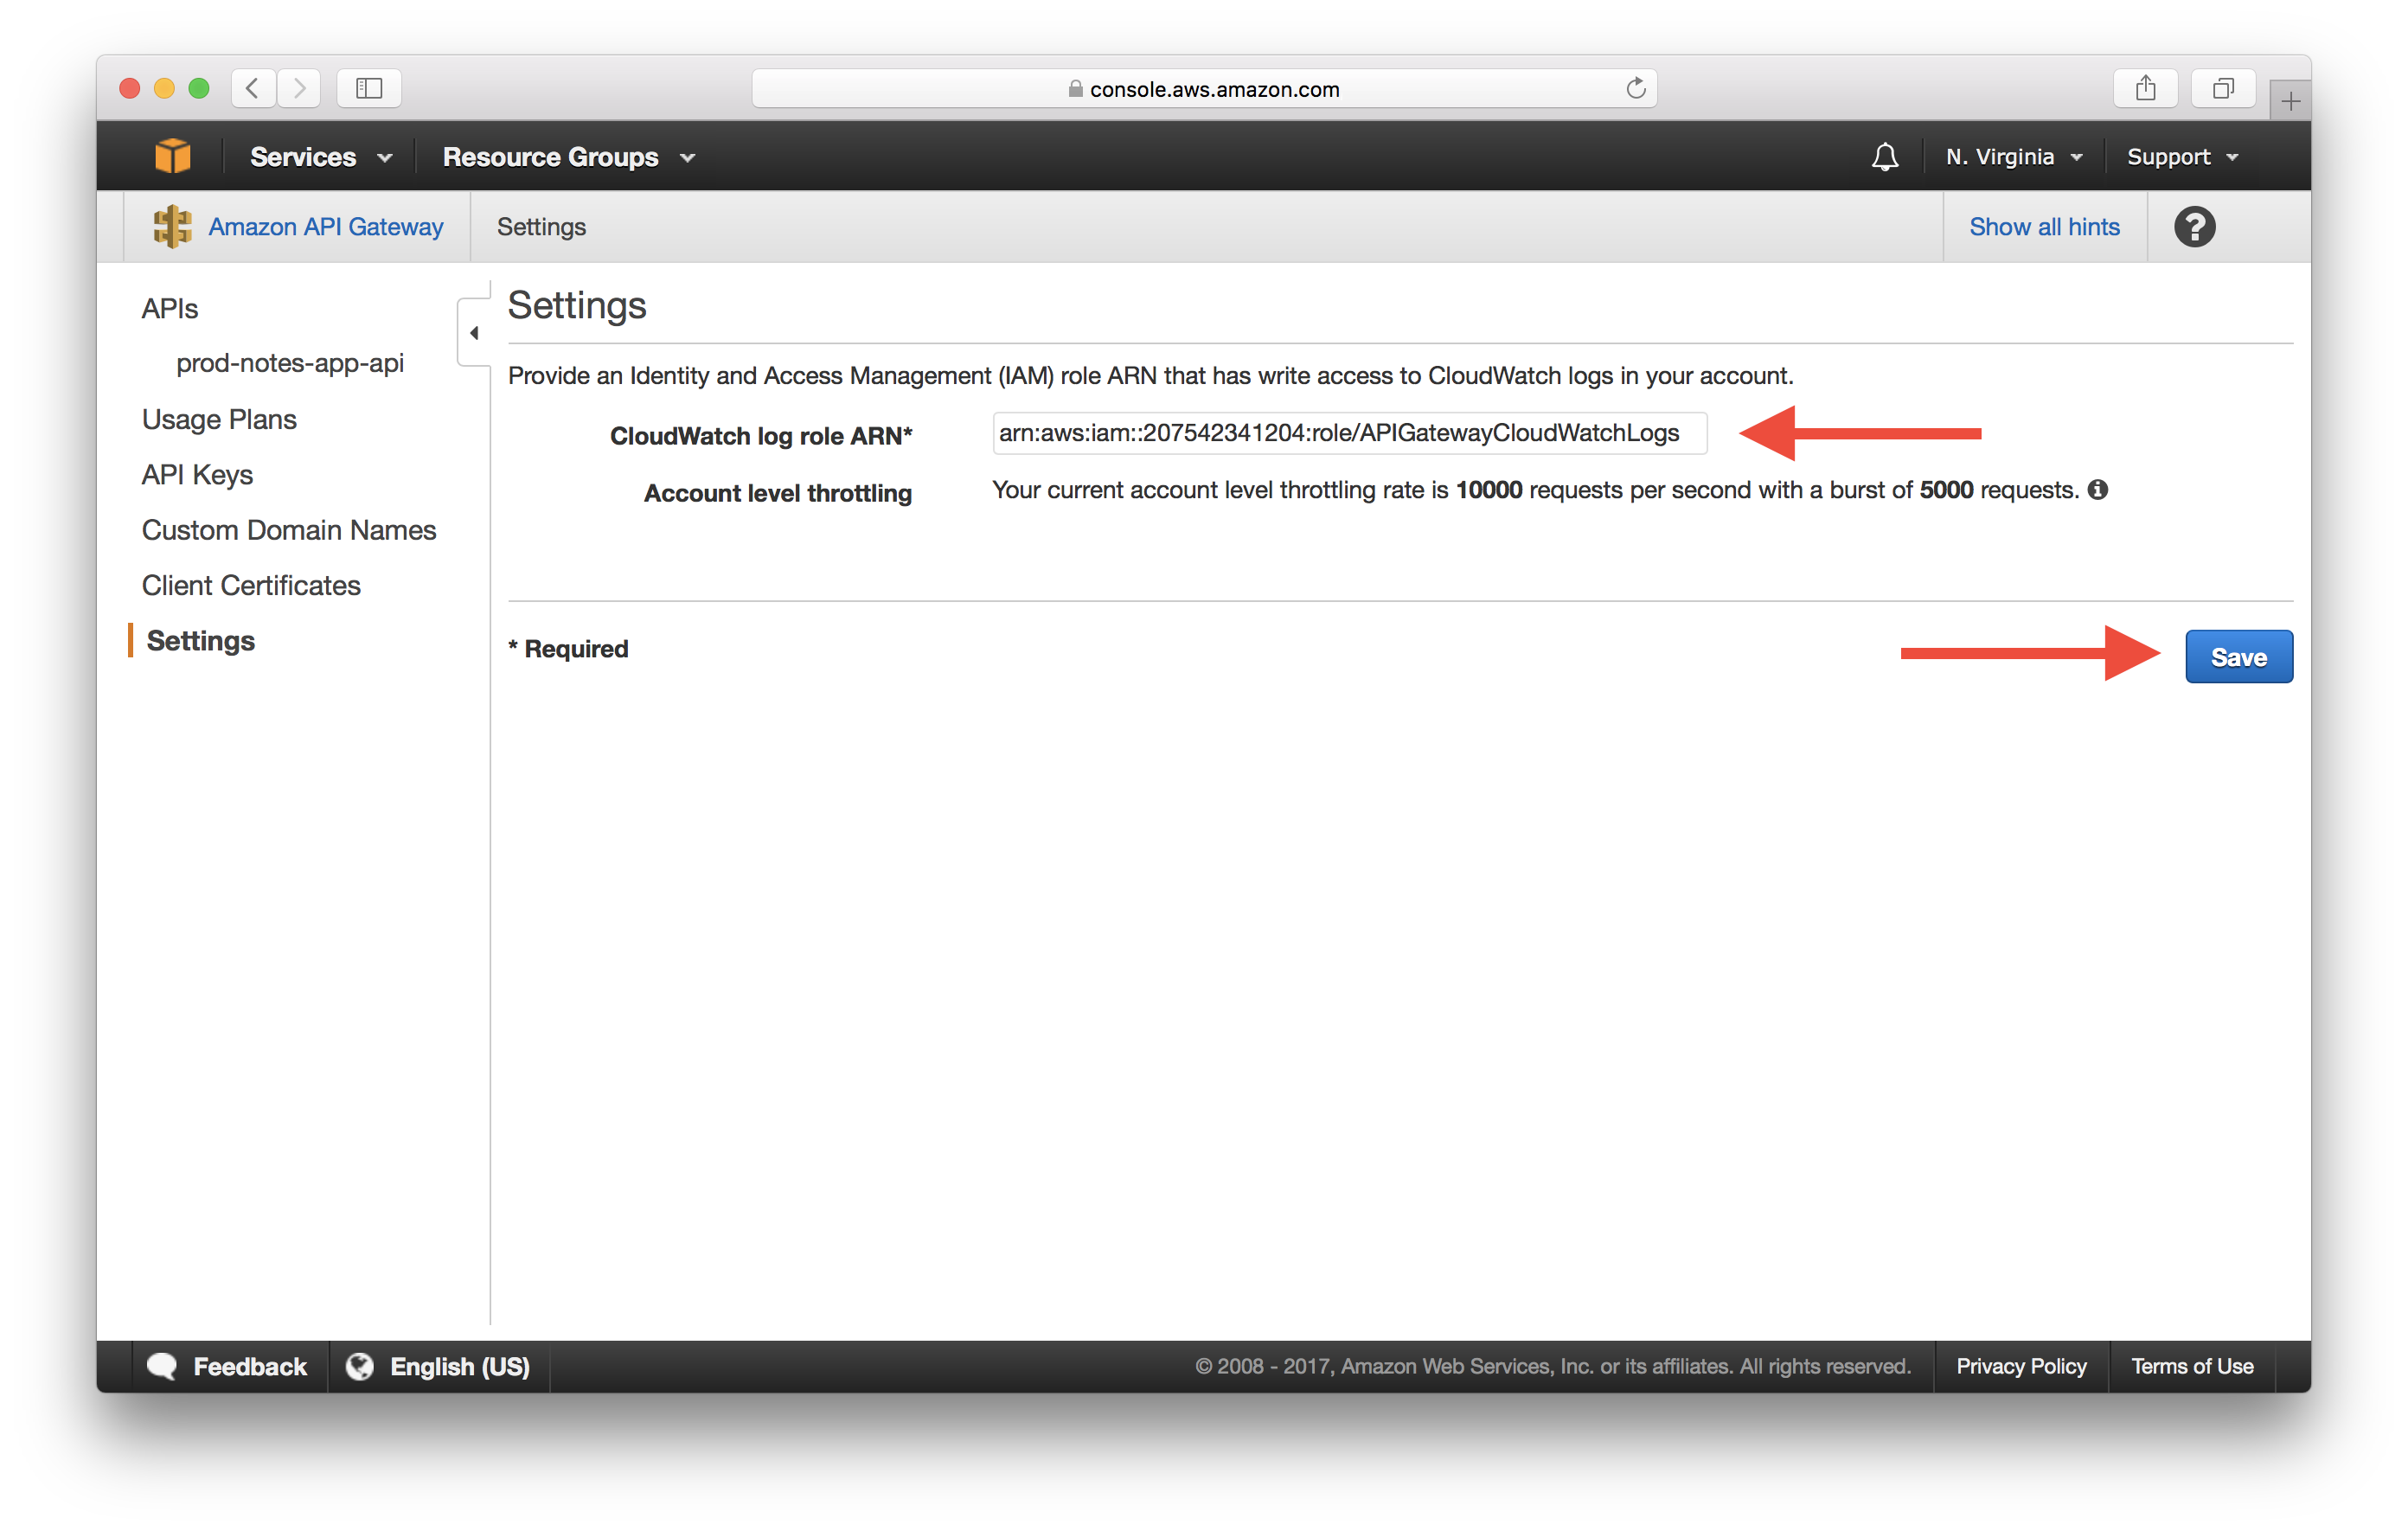 console.aws.amazon.com
Services Resource Groups N. Virginia Support
Amazon API Gateway Settings Show all hints ?
APIs
prod-notes-app-api
Usage Plans
API Keys
Custom Domain Names
Client Certificates
Settings
Settings
Provide an Identity and Access Management (IAM) role ARN that has write access to CloudWatch logs in your account.
CloudWatch log role ARN* arn:aws:iam::207542341204:role/APIGatewayCloudWatchLogs
Account level throttling Your current account level throttling rate is 10000 requests per second with a burst of 5000 requests.
* Required Save
Feedback English (US) © 2008 - 2017, Amazon Web Services, Inc. or its affiliates. All rights reserved. Privacy Policy Terms of Use